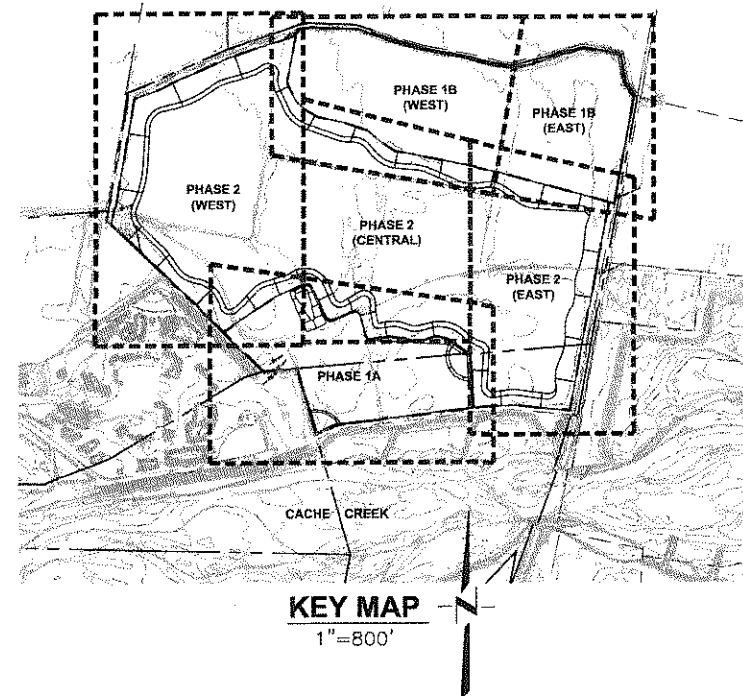 PHASE 1B
(WEST)
PHASE 1B
(EAST)
PHASE 2
(WEST)
PHASE 2
(CENTRAL)
PHASE 2
(EAST)
PHASE 1A
CACHE CREEK
KEY MAP
N
1"=800'